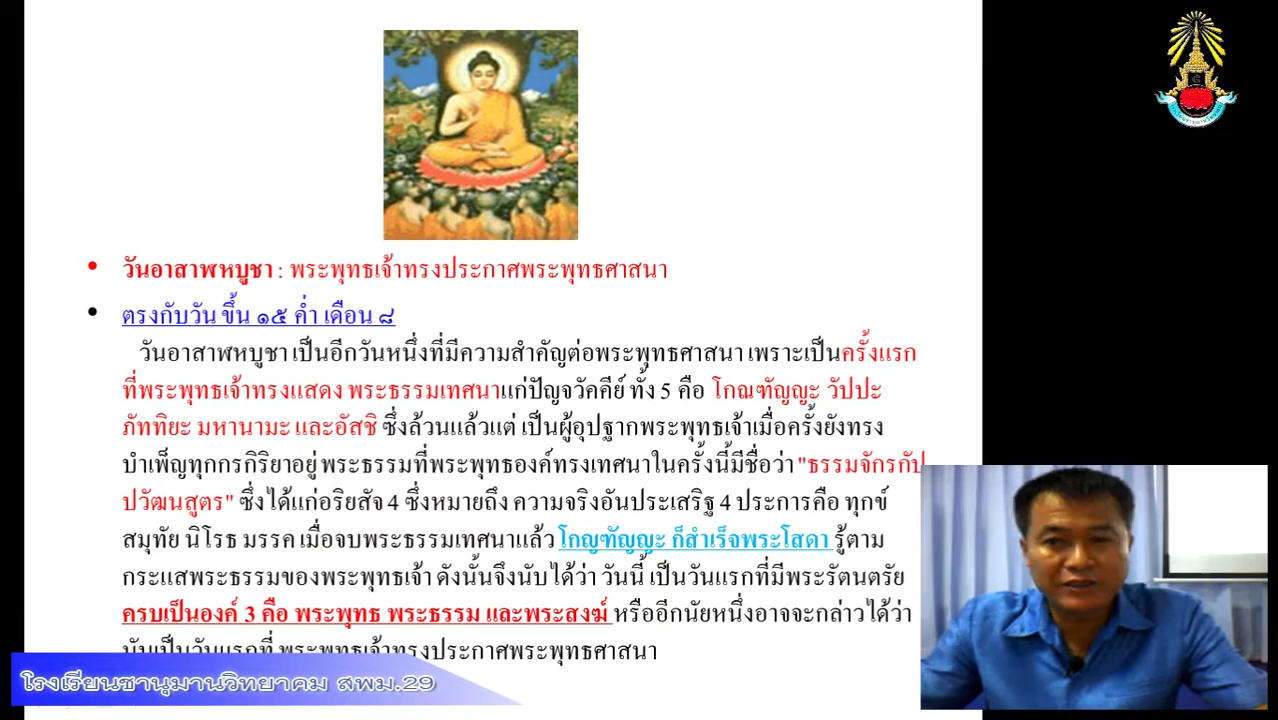 วันอาสาฬหบูชา : พระพุทธเจ้าทรงประกาศพระพุทธศาสนา
ตรงกับวัน ขึ้น ๑๕ ค่ำ เดือน ๘
วันอาสาฬหบูชา เป็นอีกวันหนึ่งที่มีความสำคัญต่อพระพุทธศาสนา เพราะเป็นครั้งแรก
ที่พระพุทธเจ้าทรงแสดง พระธรรมเทศนาแก่ปัญจวัคคีย์ ทั้ง 5 คือ โกณฑัญญะ วัปปะ
ภัททิยะ มหานามะ และอัสชิ ซึ่งล้วนแล้วแต่ เป็นผู้อุปฐากพระพุทธเจ้าเมื่อครั้งยังทรง
บำเพ็ญทุกกรกิริยาอยู่ พระธรรมที่พระพุทธองค์ทรงเทศนาในครั้งนี้มีชื่อว่า "ธรรมจักรกัป
ปวัฒนสูตร" ซึ่งได้แก่อริยสัจ 4 ซึ่งหมายถึง ความจริงอันประเสริฐ 4 ประการคือ ทุกข์
สมุทัย นิโรธ มรรค เมื่อจบพระธรรมเทศนาแล้ว โกญฑัญญะ ก็สำเร็จพระโสดา รู้ตาม
กระแสพระธรรมของพระพุทธเจ้า ดังนั้นจึงนับได้ว่า วันนี้ เป็นวันแรกที่มีพระรัตนตรัย
ครบเป็นองค์ 3 คือ พระพุทธ พระธรรม และพระสงฆ์ หรืออีกนัยหนึ่งอาจจะกล่าวได้ว่า
นับเป็นวันแรกที่ พระพุทธเจ้าทรงประกาศพระพุทธศาสนา
โรงเรียนชานุมานวิทยาคม สพม.29